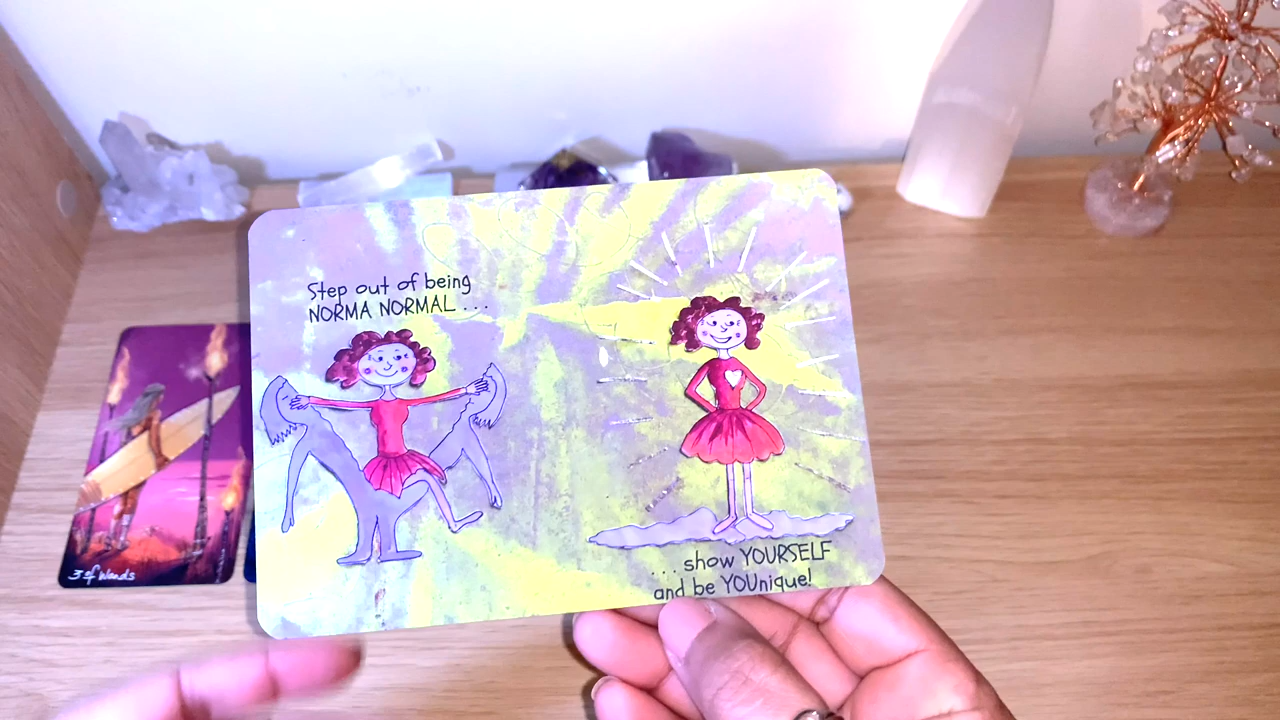 Step out of being
NORMA NORMAL . . .
. . . show YOURSELF
and be YOUnique!
3 of Wands